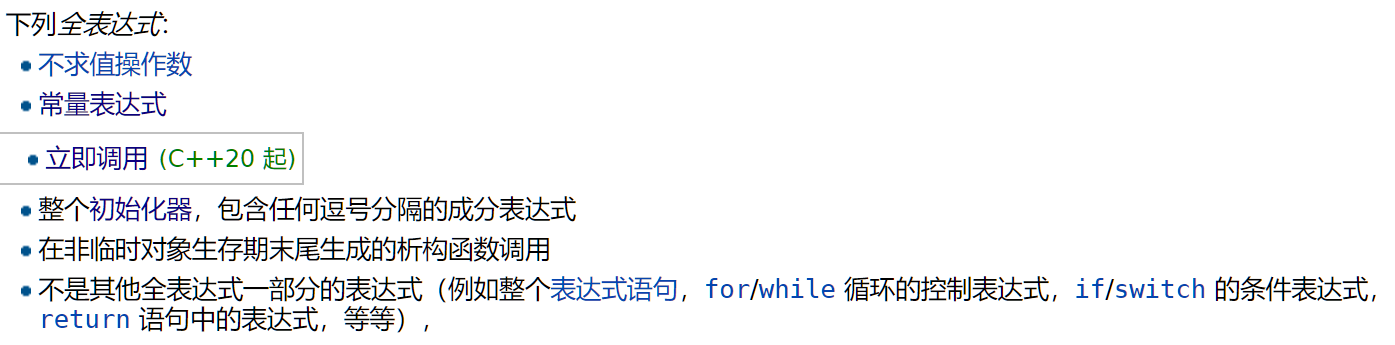 下列全表达式：
• 不求值操作数
• 常量表达式
• 立即调用 (C++20 起)
• 整个初始化器，包含任何逗号分隔的成分表达式
• 在非临时对象生存期末尾生成的析构函数调用
• 不是其他全表达式一部分的表达式（例如整个表达式语句，for/while 循环的控制表达式，if/switch 的条件表达式，
return 语句中的表达式，等等），